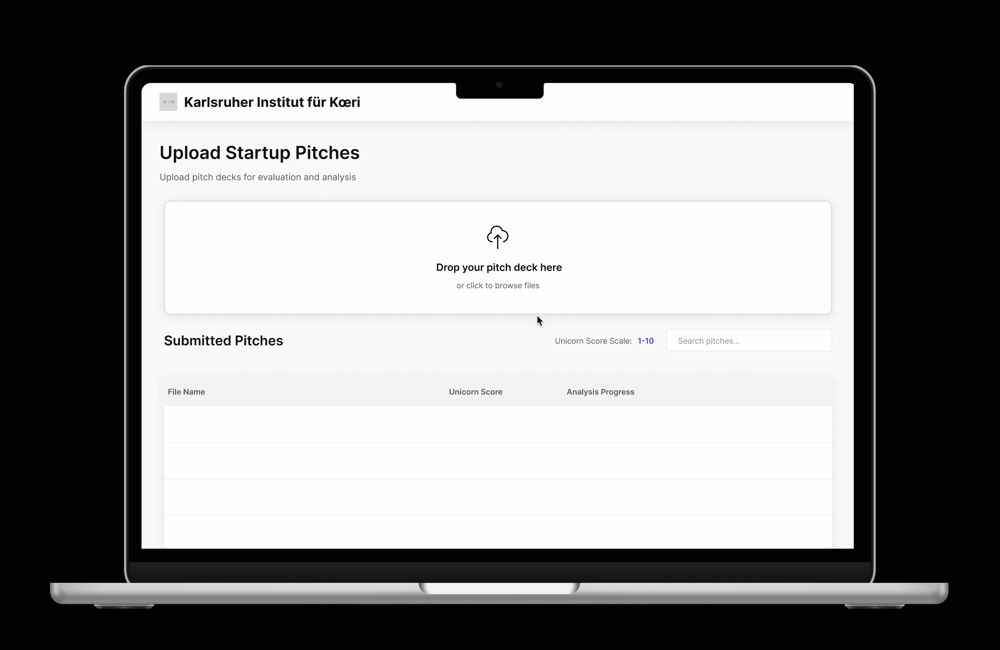 32 × 32
Karlsruher Institut für Kœri
Upload Startup Pitches
Upload pitch decks for evaluation and analysis
Drop your pitch deck here
or click to browse files
Submitted Pitches
Unicorn Score Scale: 1-10
Search pitches...
File Name Unicorn Score Analysis Progress